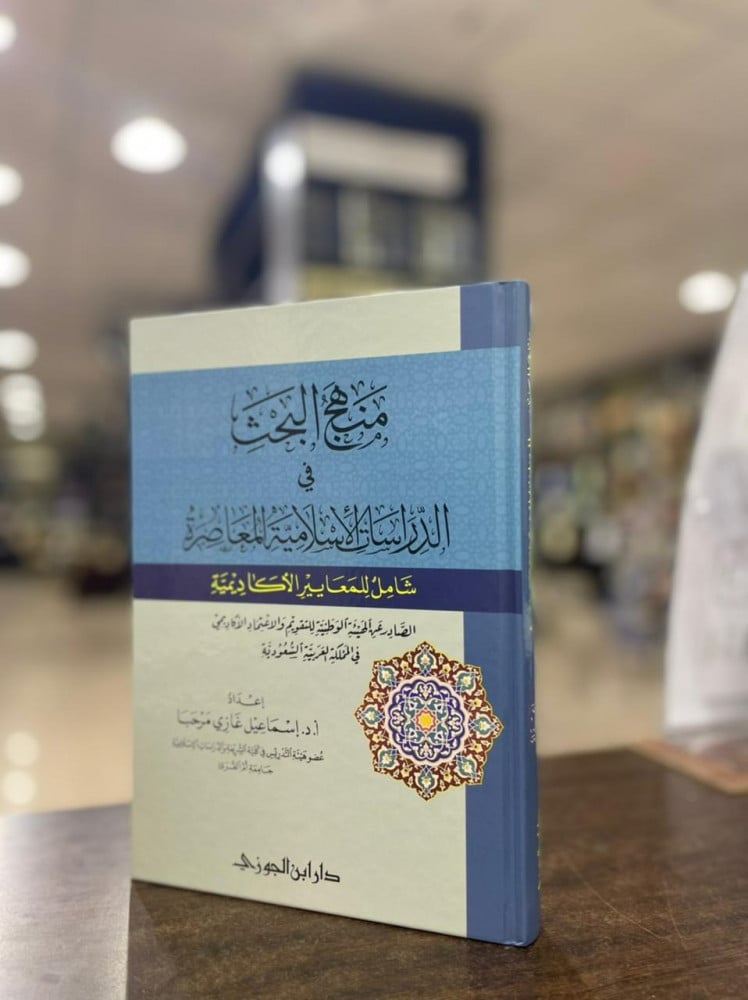 منهج البحث
في
الدراسات الإسلامية المعاصرة
شامل للمعايير الأكاديمية
الصادر عن الهيئة الوطنية للتقويم والاعتماد الأكاديمي
في المملكة العربية السعودية
إعداد
أ.د. إسماعيل غازي مرحبا
عضو هيئة التدريس في كلية الشريعة والدراسات الإسلامية
جامعة أم القرى
دار ابن الجوزي